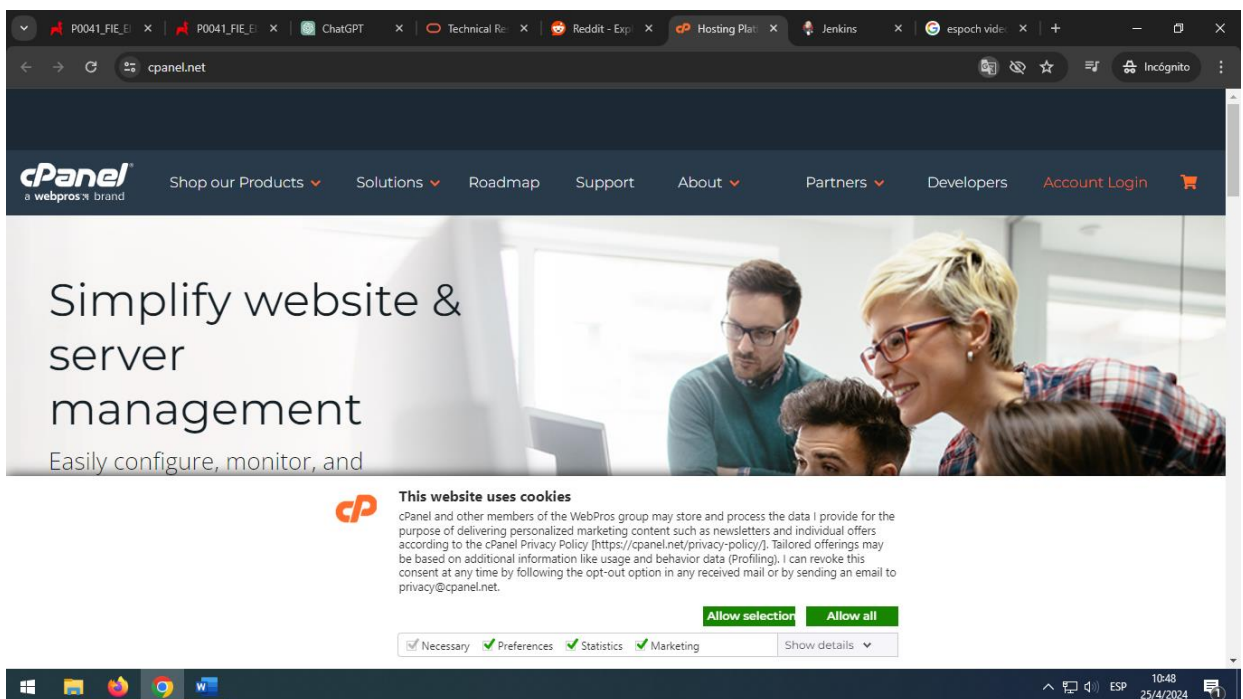 P0041_FIE_E
P0041_FIE_E
ChatGPT
Technical Re
Reddit - Expl
Hosting Plat
Jenkins
espoch vide
cpanel.net
Incógnito
cPanel®
a webpros brand
Shop our Products
Solutions
Roadmap
Support
About
Partners
Developers
Account Login
Simplify website &
server
management
Easily configure, monitor, and
cP
This website uses cookies
cPanel and other members of the WebPros group may store and process the data I provide for the
purpose of delivering personalized marketing content such as newsletters and individual offers
according to the cPanel Privacy Policy [https://cpanel.net/privacy-policy/]. Tailored offerings may
be based on additional information like usage and behavior data (Profiling). I can revoke this
consent at any time by following the opt-out option in any received mail or by sending an email to
privacy@cpanel.net.
Allow selection
Allow all
Necessary
Preferences
Statistics
Marketing
Show details
ESP
10:48
25/4/2024